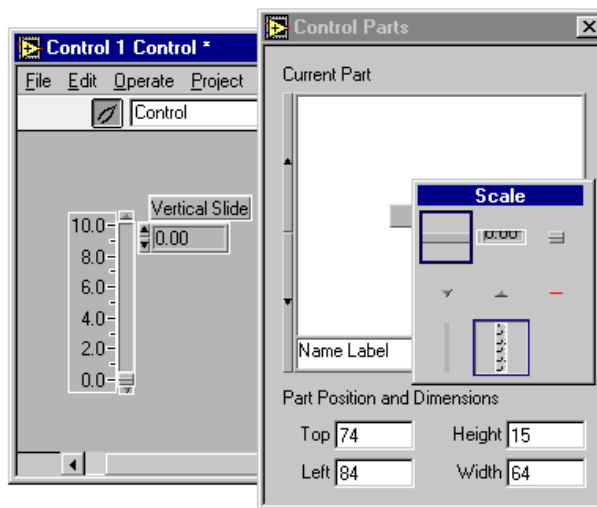 Control 1 Control *
File Edit Operate Project
Control
Vertical Slide
0.00
10.0
8.0
6.0
4.0
2.0
0.0
Control Parts
Current Part
Scale
0.00
Name Label
Part Position and Dimensions
Top 74 Height 15
Left 84 Width 64